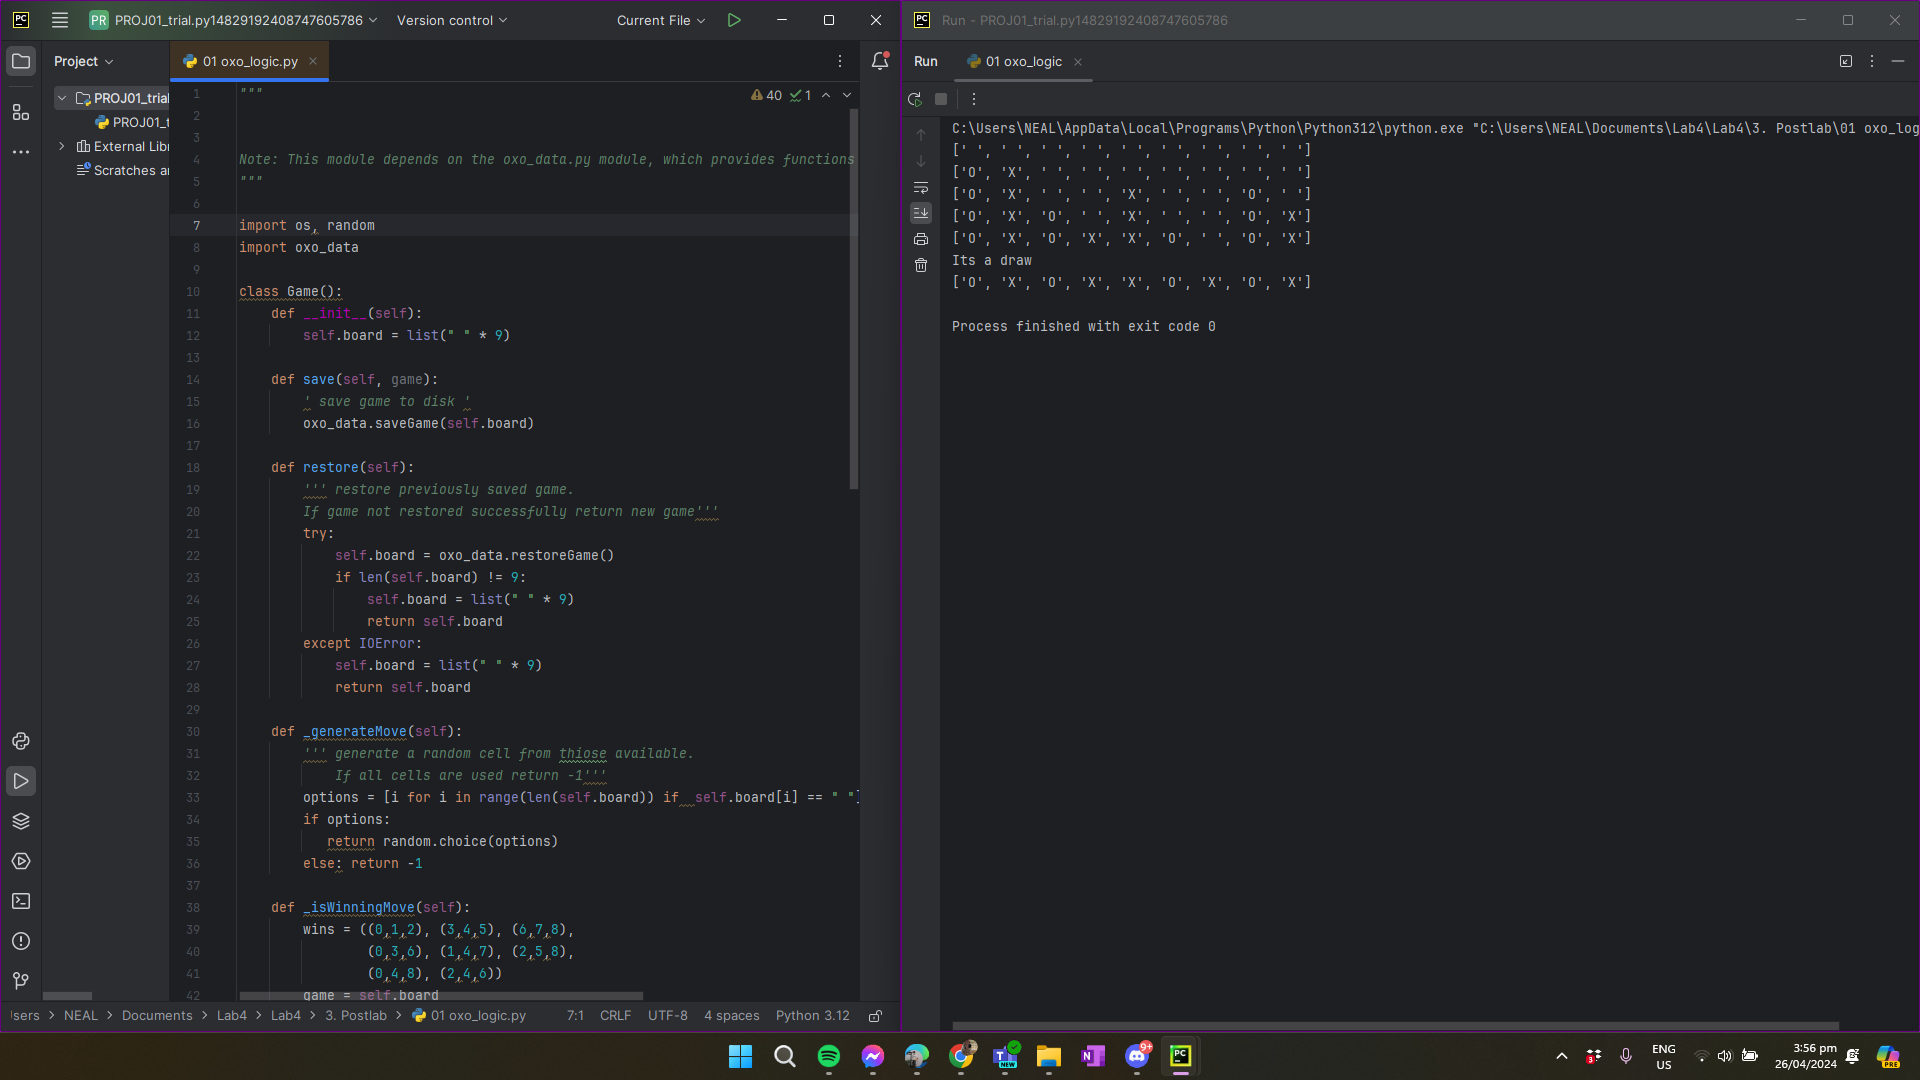 PR PROJ01_trial.py14829192408747605786 Version control Current File
Project
01 oxo_logic.py
PROJ01_trial
PROJ01_t
External Libr
Scratches ar
40 1
1 """
2
3
4 Note: This module depends on the oxo_data.py module, which provides functions
5 """
6
7 import os, random
8 import oxo_data
9
10 class Game():
11 def __init__(self):
12 self.board = list(" " * 9)
13
14 def save(self, game):
15 ' save game to disk '
16 oxo_data.saveGame(self.board)
17
18 def restore(self):
19 ''' restore previously saved game.
20 If game not restored successfully return new game'''
21 try:
22 self.board = oxo_data.restoreGame()
23 if len(self.board) != 9:
24 self.board = list(" " * 9)
25 return self.board
26 except IOError:
27 self.board = list(" " * 9)
28 return self.board
29
30 def _generateMove(self):
31 ''' generate a random cell from thiose available.
32 If all cells are used return -1'''
33 options = [i for i in range(len(self.board)) if  self.board[i] == " "]
34 if options:
35 return random.choice(options)
36 else: return -1
37
38 def _isWinningMove(self):
39 wins = ((0,1,2), (3,4,5), (6,7,8),
40 (0,3,6), (1,4,7), (2,5,8),
41 (0,4,8), (2,4,6))
42 game = self.board
sers > NEAL > Documents > Lab4 > Lab4 > 3. Postlab > 01 oxo_logic.py 7:1 CRLF UTF-8 4 spaces Python 3.12
PC Run - PROJ01_trial.py14829192408747605786
Run 01 oxo_logic
C:\Users\NEAL\AppData\Local\Programs\Python\Python312\python.exe "C:\Users\NEAL\Documents\Lab4\Lab4\3. Postlab\01 oxo_log
[' ', ' ', ' ', ' ', ' ', ' ', ' ', ' ', ' ']
['O', 'X', ' ', ' ', ' ', ' ', ' ', ' ', ' ']
['O', 'X', ' ', ' ', 'X', ' ', ' ', 'O', ' ']
['O', 'X', 'O', ' ', 'X', ' ', ' ', 'O', 'X']
['O', 'X', 'O', 'X', 'X', 'O', ' ', 'O', 'X']
Its a draw
['O', 'X', 'O', 'X', 'X', 'O', 'X', 'O', 'X']
Process finished with exit code 0
ENG
US
3:56 pm
26/04/2024